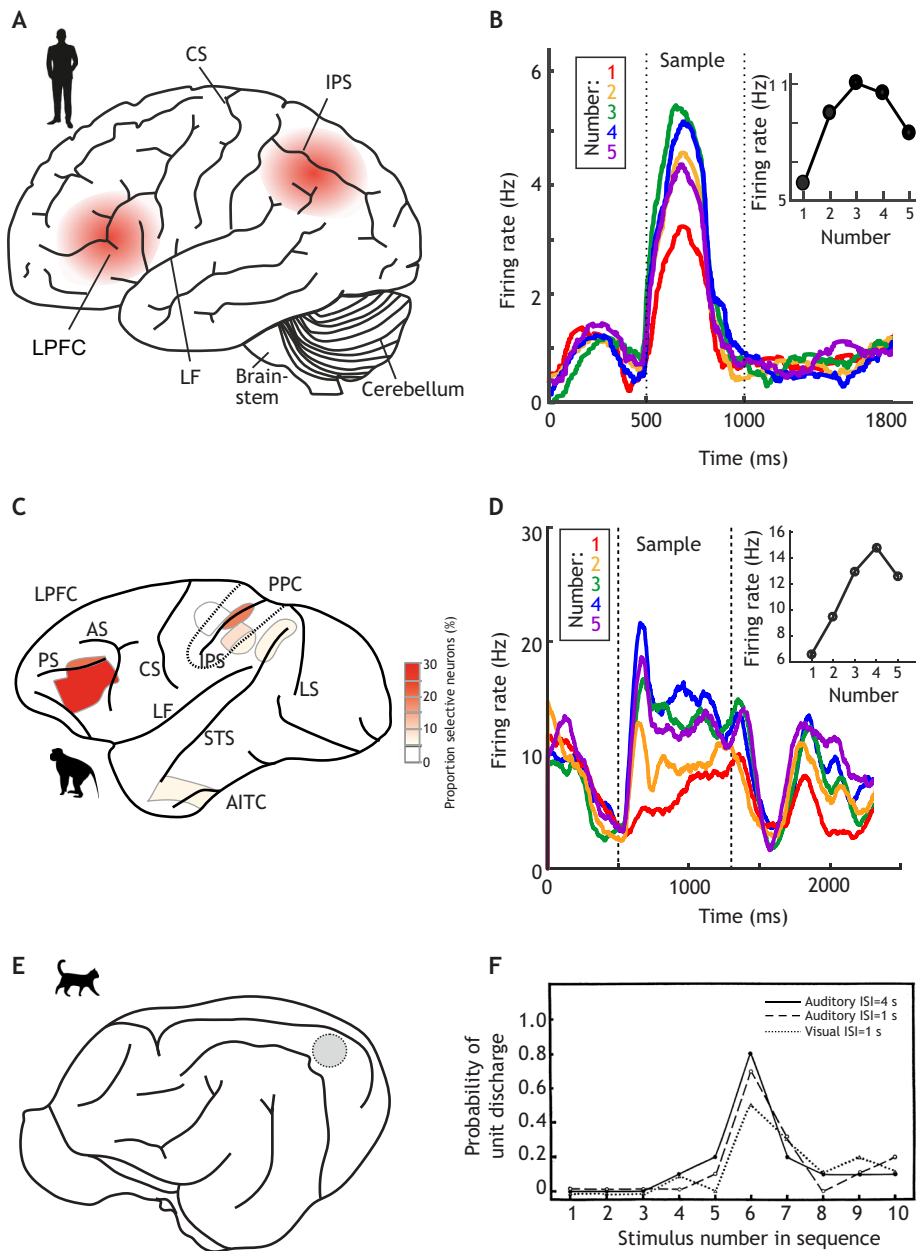 A
CS
IPS
LPFC
LF
Brain-
stem
Cerebellum
B
Number:
1
2
3
4
5
Sample
Firing rate (Hz)
6
4
2
0
0
500
1000
1800
Time (ms)
Firing rate (Hz)
11
5
1
2
3
4
5
Number
C
LPFC
AS
PS
CS
IPS
PPC
LF
LS
STS
AITC
30
20
10
0
Proportion selective neurons (%)
D
Number:
1
2
3
4
5
Sample
Firing rate (Hz)
30
20
10
0
0
1000
2000
Time (ms)
Firing rate (Hz)
16
14
12
10
8
6
1
2
3
4
5
Number
E
F
Auditory ISI=4 s
Auditory ISI=1 s
Visual ISI=1 s
Probability of
unit discharge
1.0
0.8
0.6
0.4
0.2
0
1 2 3 4 5 6 7 8 9 10
Stimulus number in sequence